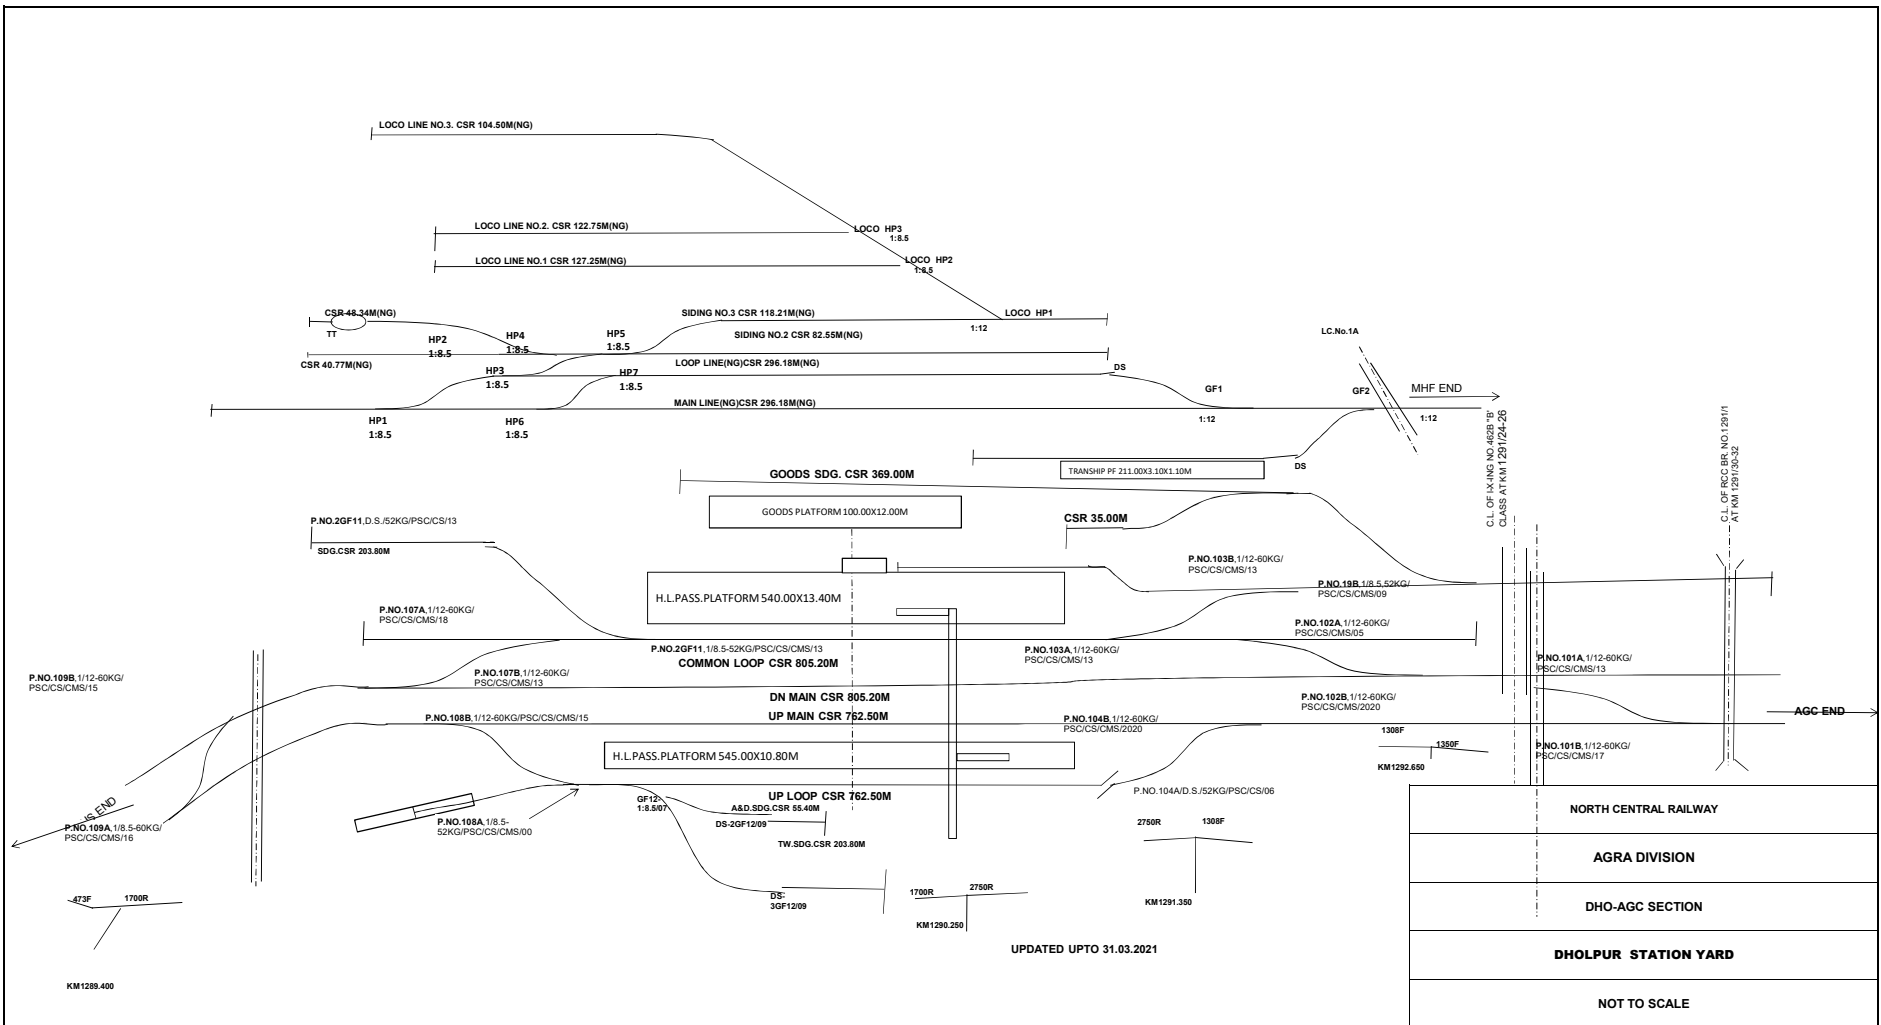 LOCO LINE NO.3. CSR 104.50M(NG)
LOCO LINE NO.2. CSR 122.75M(NG)
LOCO HP3
1:8.5
LOCO LINE NO.1 CSR 127.25M(NG)
LOCO HP2
1:8.5
CSR 48.34M(NG)
TT
SIDING NO.3 CSR 118.21M(NG)
LOCO HP1
1:12
HP2
1:8.5
HP4
1:8.5
HP5
1:8.5
SIDING NO.2 CSR 82.55M(NG)
LC.No.1A
CSR 40.77M(NG)
LOOP LINE(NG)CSR 296.18M(NG)
DS
HP3
1:8.5
HP7
1:8.5
GF1
GF2
MHF END
MAIN LINE(NG)CSR 296.18M(NG)
HP1
1:8.5
HP6
1:8.5
1:12
1:12
C.L. OF I-X-ING NO.462B "B'
CLASS AT KM 1291/24-26
C.L. OF RCC BR. NO.1291/1
AT KM 1291/30-32
GOODS SDG. CSR 369.00M
TRANSHIP PF 211.00X3.10X1.10M
DS
GOODS PLATFORM 100.00X12.00M
CSR 35.00M
P.NO.2GF11,D.S./52KG/PSC/CS/13
SDG.CSR 203.80M
P.NO.103B,1/12-60KG/
PSC/CS/CMS/13
P.NO.19B,1/8.5,52KG/
PSC/CS/CMS/09
H.L.PASS.PLATFORM 540.00X13.40M
P.NO.107A,1/12-60KG/
PSC/CS/CMS/18
P.NO.102A,1/12-60KG/
PSC/CS/CMS/05
P.NO.2GF11,1/8.5-52KG/PSC/CS/CMS/13
COMMON LOOP CSR 805.20M
P.NO.103A,1/12-60KG/
PSC/CS/CMS/13
P.NO.101A,1/12-60KG/
PSC/CS/CMS/13
P.NO.109B,1/12-60KG/
PSC/CS/CMS/15
P.NO.107B,1/12-60KG/
PSC/CS/CMS/13
DN MAIN CSR 805.20M
P.NO.102B,1/12-60KG/
PSC/CS/CMS/2020
UP MAIN CSR 762.50M
P.NO.108B,1/12-60KG/PSC/CS/CMS/15
P.NO.104B,1/12-60KG/
PSC/CS/CMS/2020
AGC END
1308F
1350F
KM1292.650
P.NO.101B,1/12-60KG/
PSC/CS/CMS/17
H.L.PASS.PLATFORM 545.00X10.80M
UP LOOP CSR 762.50M
P.NO.104A/D.S./52KG/PSC/CS/06
JS END
P.NO.109A,1/8.5-60KG/
PSC/CS/CMS/16
P.NO.108A,1/8.5-
52KG/PSC/CS/CMS/00
GF12-
1:8.5/07
A&D.SDG.CSR 55.40M
DS-2GF12/09
TW.SDG.CSR 203.80M
2750R
1308F
KM1291.350
473F
1700R
KM1289.400
DS-
3GF12/09
1700R
2750R
KM1290.250
UPDATED UPTO 31.03.2021
NORTH CENTRAL RAILWAY
AGRA DIVISION
DHO-AGC SECTION
DHOLPUR STATION YARD
NOT TO SCALE